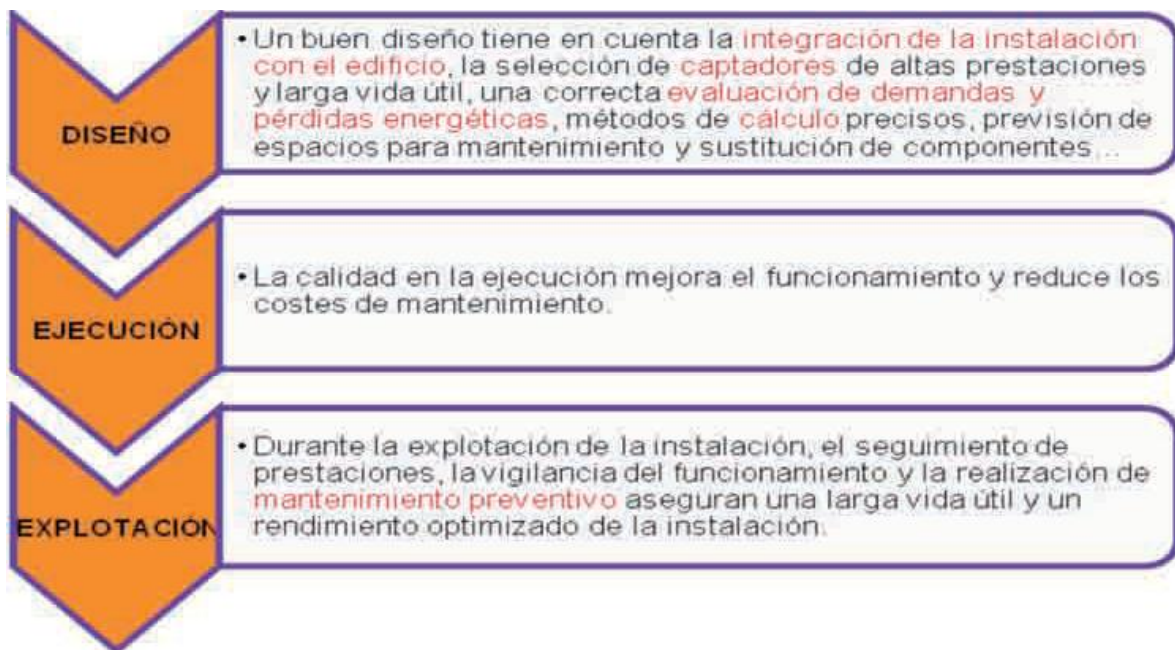 DISEÑO
• Un buen diseño tiene en cuenta la integración de la instalación
con el edificio, la selección de captadores de altas prestaciones
y larga vida útil, una correcta evaluación de demandas y
pérdidas energéticas, métodos de cálculo precisos, previsión de
espacios para mantenimiento y sustitución de componentes...
EJECUCIÓN
• La calidad en la ejecución mejora el funcionamiento y reduce los
costes de mantenimiento.
EXPLOTACIÓN
• Durante la explotación de la instalación, el seguimiento de
prestaciones, la vigilancia del funcionamiento y la realización de
mantenimiento preventivo aseguran una larga vida útil y un
rendimiento optimizado de la instalación.